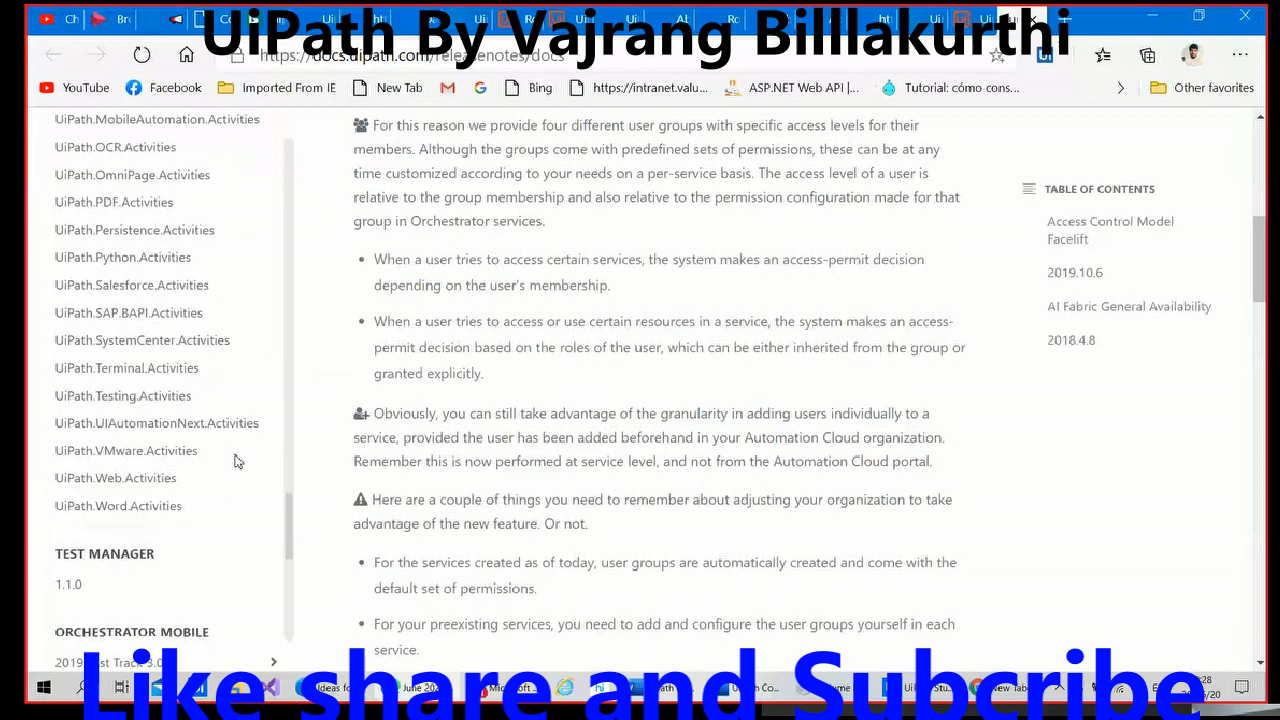 UiPath By Vajrang Billlakurthi
https://docs.uipath.com/releasenotes/docs
YouTube
Facebook
Imported From IE
New Tab
Bing
https://intranet.valu...
ASP.NET Web API |...
Tutorial: cómo cons...
Other favorites
UiPath.MobileAutomation.Activities
UiPath.OCR.Activities
UiPath.OmniPage.Activities
UiPath.PDF.Activities
UiPath.Persistence.Activities
UiPath.Python.Activities
UiPath.Salesforce.Activities
UiPath.SAP.BAPI.Activities
UiPath.SystemCenter.Activities
UiPath.Terminal.Activities
UiPath.Testing.Activities
UiPath.UIAutomationNext.Activities
UiPath.VMware.Activities
UiPath.Web.Activities
UiPath.Word.Activities
TEST MANAGER
1.1.0
ORCHESTRATOR MOBILE
For this reason we provide four different user groups with specific access levels for their
members. Although the groups come with predefined sets of permissions, these can be at any
time customized according to your needs on a per-service basis. The access level of a user is
relative to the group membership and also relative to the permission configuration made for that
group in Orchestrator services.
• When a user tries to access certain services, the system makes an access-permit decision
depending on the user's membership.
• When a user tries to access or use certain resources in a service, the system makes an access-
permit decision based on the roles of the user, which can be either inherited from the group or
granted explicitly.
Obviously, you can still take advantage of the granularity in adding users individually to a
service, provided the user has been added beforehand in your Automation Cloud organization.
Remember this is now performed at service level, and not from the Automation Cloud portal.
Here are a couple of things you need to remember about adjusting your organization to take
advantage of the new feature. Or not.
• For the services created as of today, user groups are automatically created and come with the
default set of permissions.
• For your preexisting services, you need to add and configure the user groups yourself in each
service.
TABLE OF CONTENTS
Access Control Model
Facelift
2019.10.6
AI Fabric General Availability
2018.4.8
Like share and Subcribe